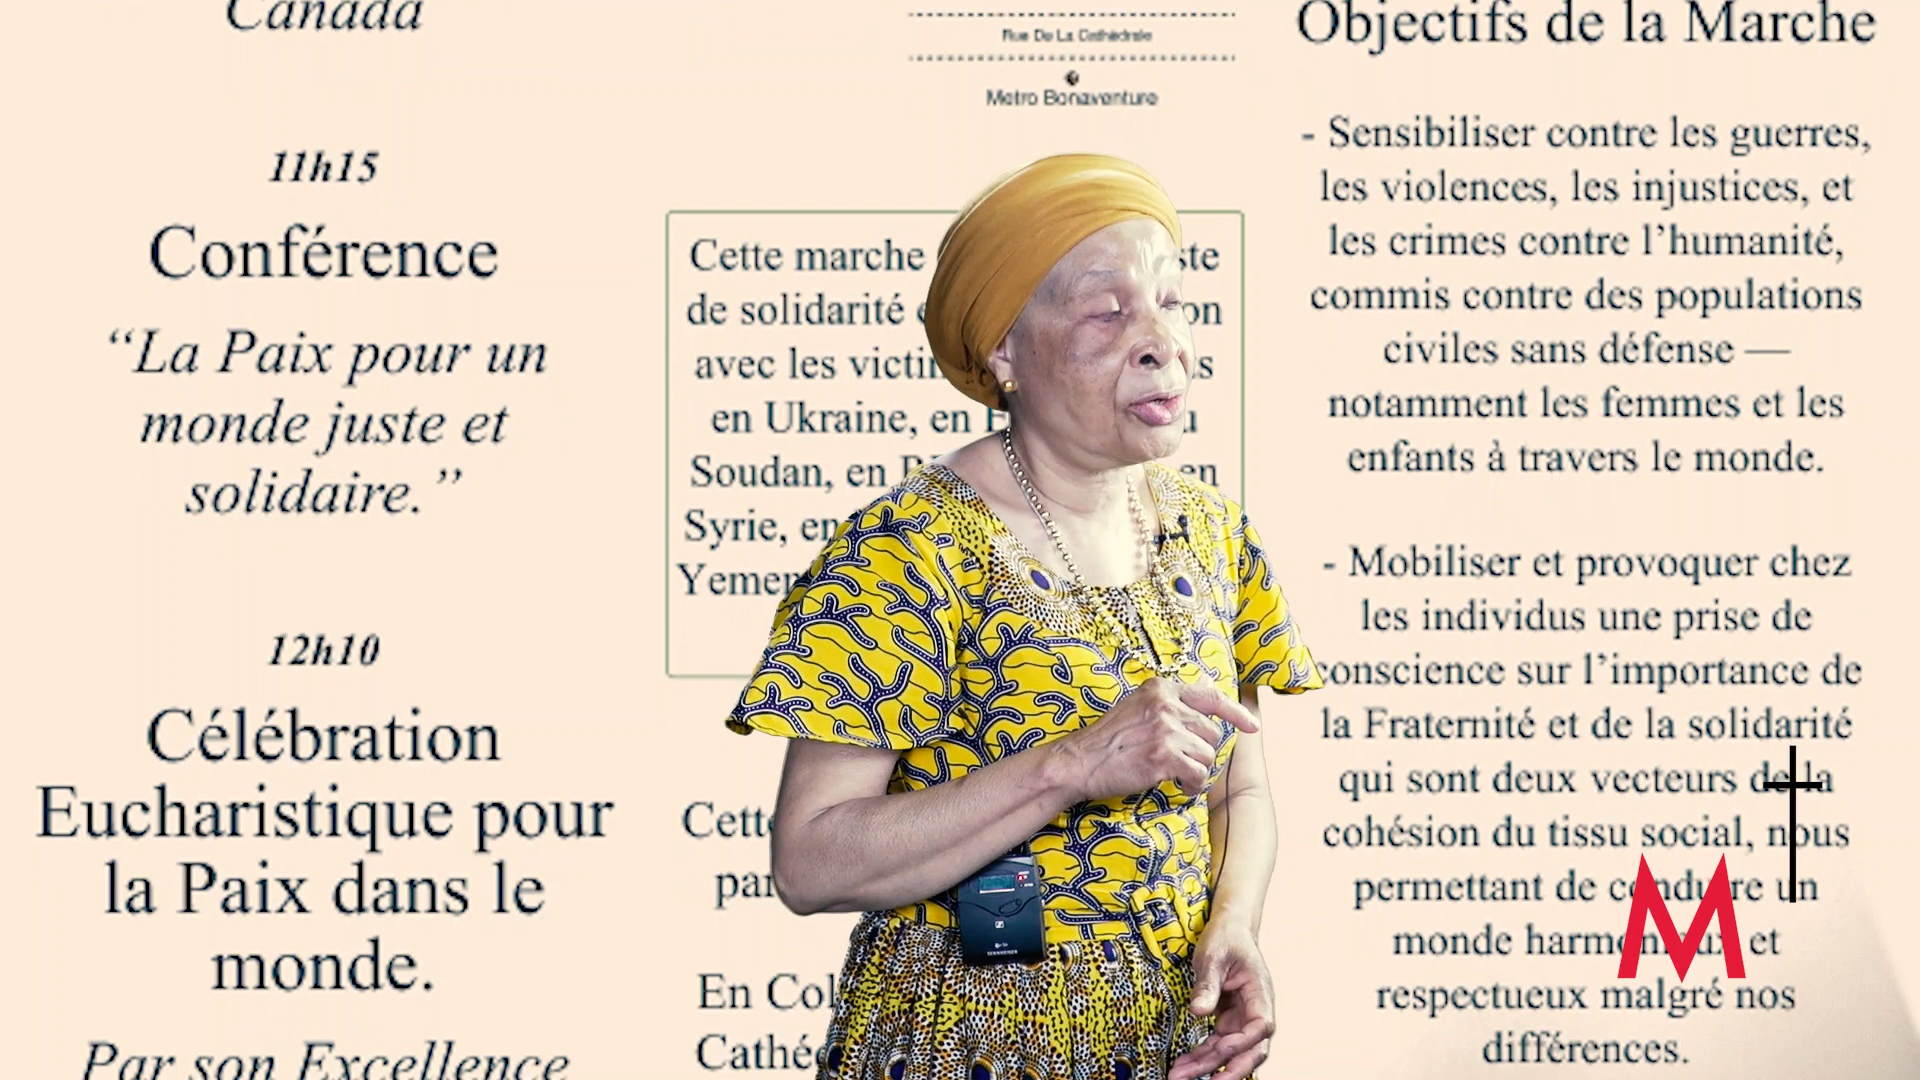 Canada
11h15
Conférence
“La Paix pour un
monde juste et
solidaire.”
12h10
Célébration
Eucharistique pour
la Paix dans le
monde.
Par son Excellence
Rue De La Cathédrale
Metro Bonaventure
Cette marche
de solidarité
avec les
en Ukraine, en
Soudan, en en
Syrie, en
Cette
En
Objectifs de la Marche
- Sensibiliser contre les guerres,
les violences, les injustices, et
les crimes contre l’humanité,
commis contre des populations
civiles sans défense —
notamment les femmes et les
enfants à travers le monde.
- Mobiliser et provoquer chez
les individus une prise de
conscience sur l’importance de
la Fraternité et de la solidarité
qui sont deux vecteurs de la
cohésion du tissu social, nous
permettant de conduire un
monde harmonieux et
respectueux malgré nos
différences.
M
SENNHEISER